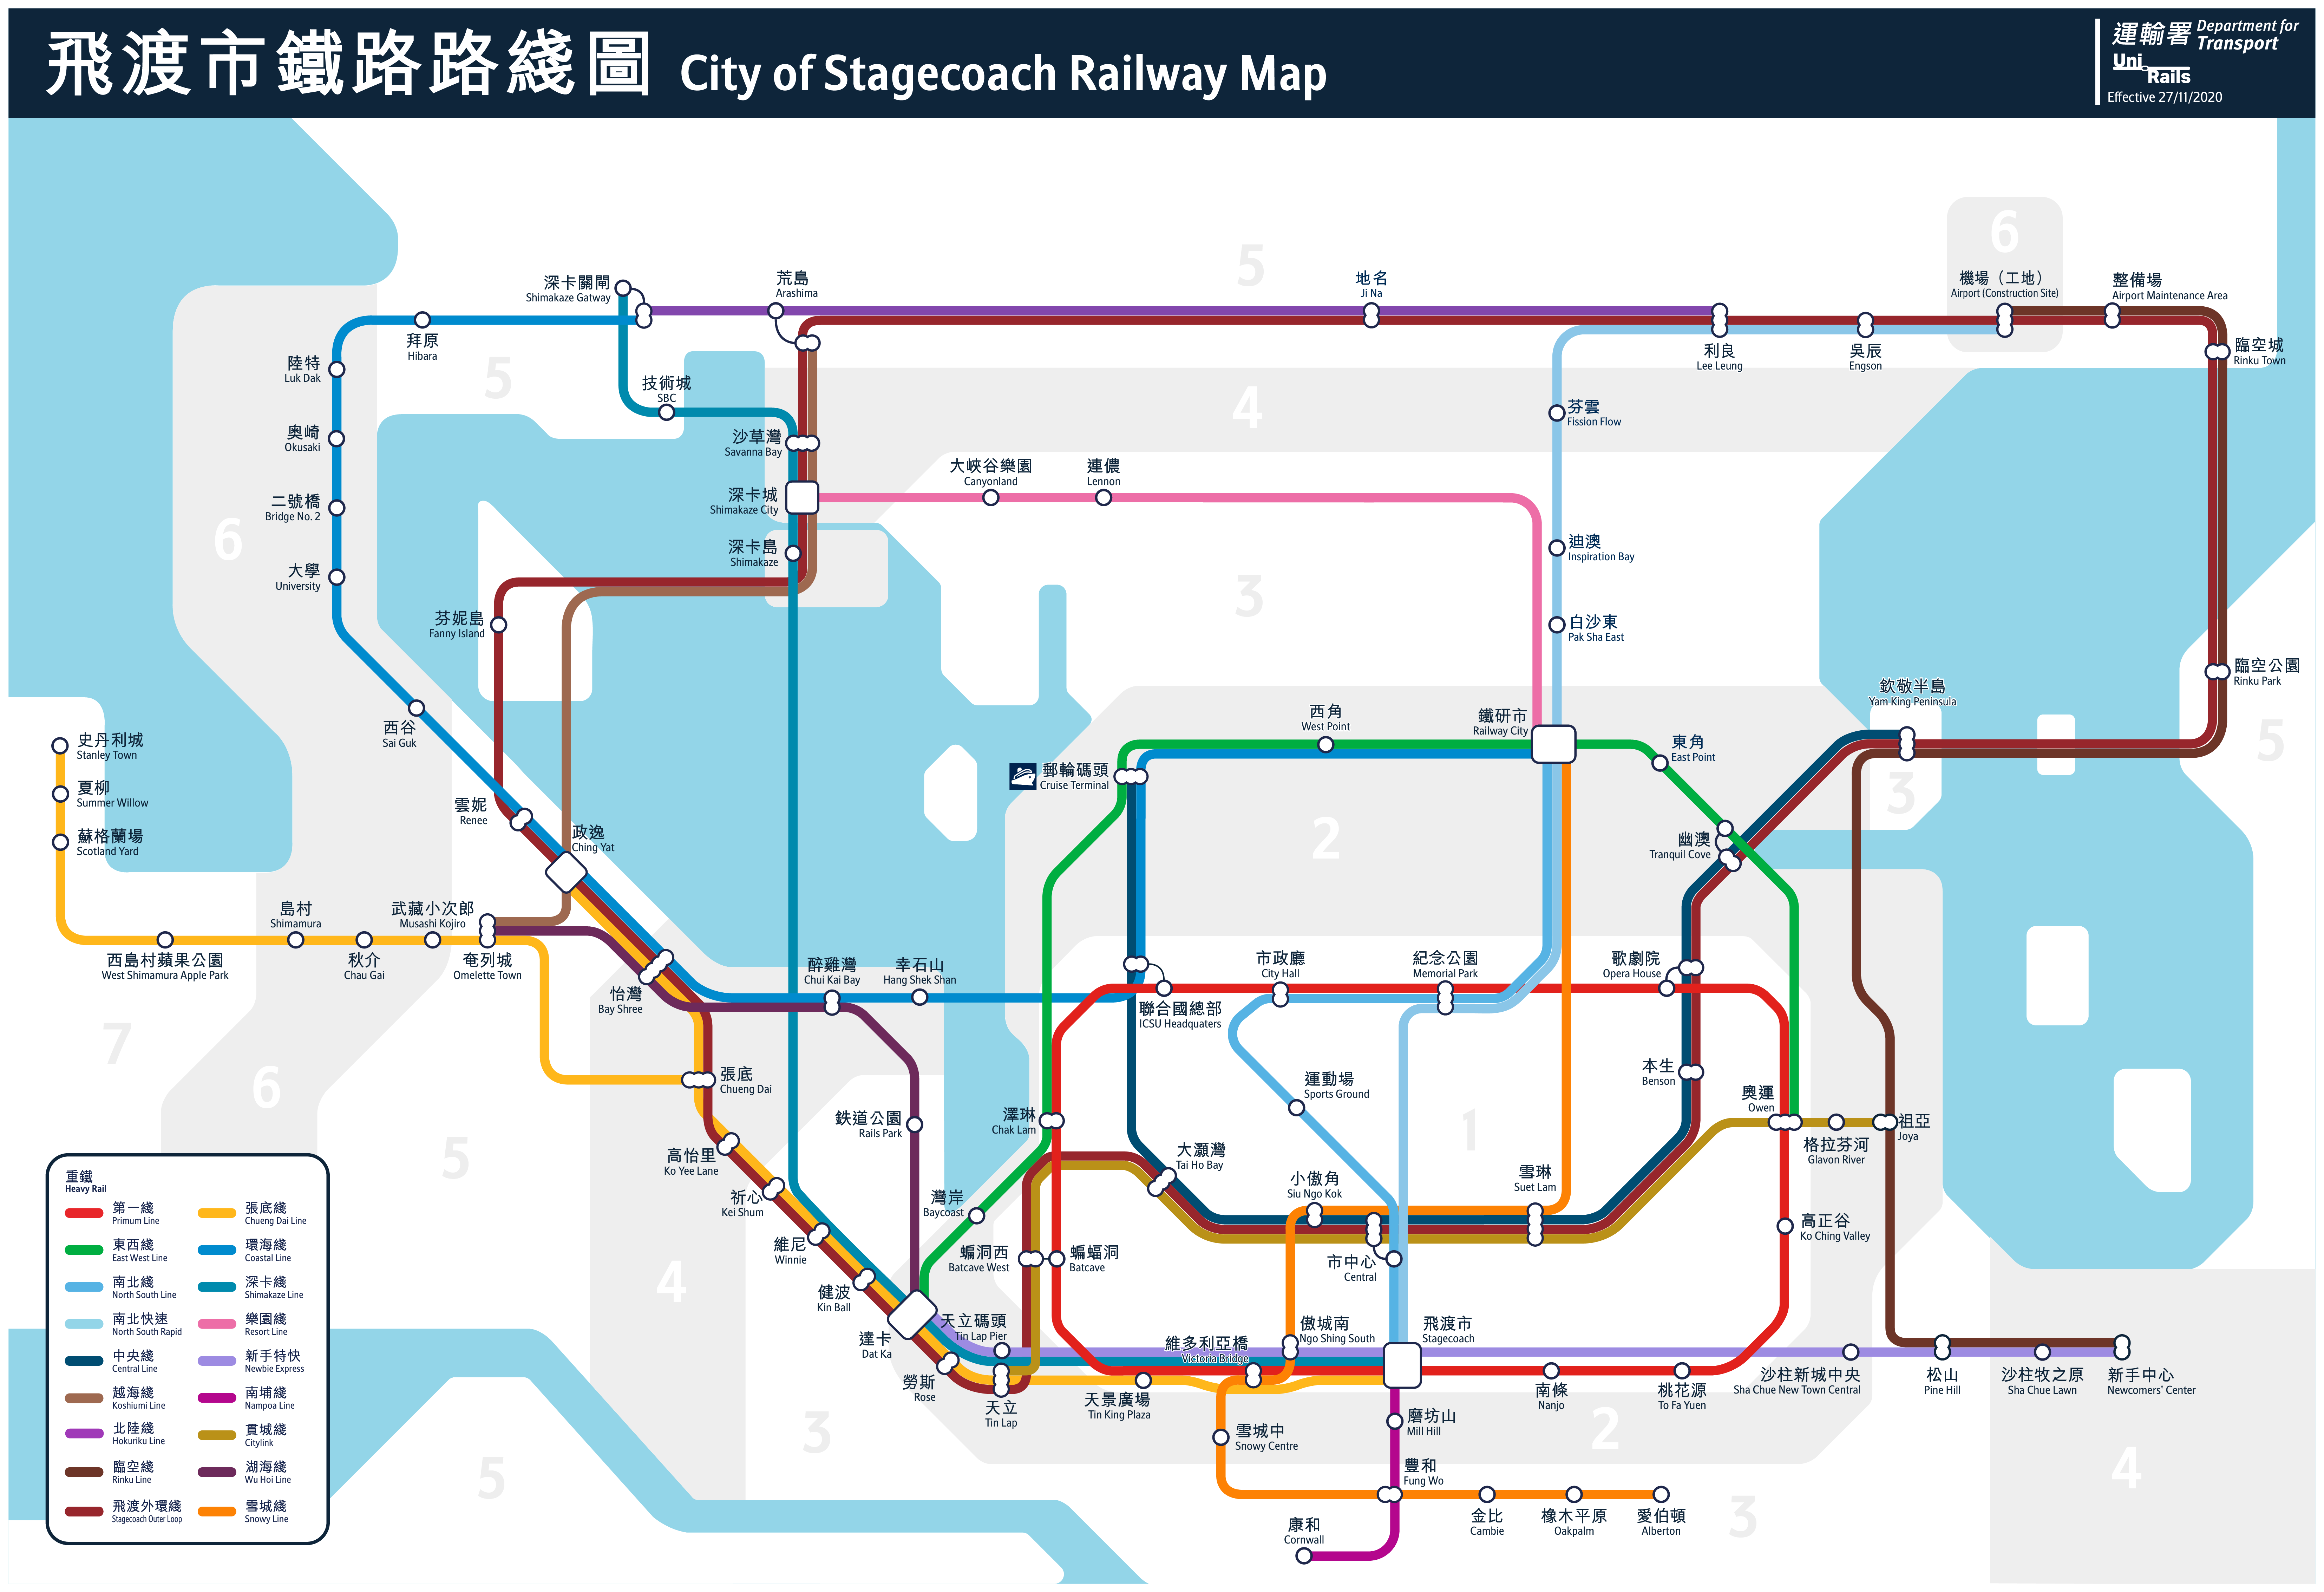 飛渡市鐵路路綫圖 City of Stagecoach Railway Map
運輸署 Department for Transport
Uni Rails
Effective 27/11/2020
5
6
深卡關閘
Shimakaze Gatway
荒島
Arashima
地名
Ji Na
機場（工地）
Airport (Construction Site)
整備場
Airport Maintenance Area
拜原
Hibara
利良
Lee Leung
吳辰
Engson
臨空城
Rinku Town
陸特
Luk Dak
5
技術城
SBC
4
芬雲
Fission Flow
奧崎
Okusaki
沙草灣
Savanna Bay
大峽谷樂園
Canyonland
連儂
Lennon
二號橋
Bridge No. 2
深卡城
Shimakaze City
6
深卡島
Shimakaze
迪澳
Inspiration Bay
大學
University
3
芬妮島
Fanny Island
白沙東
Pak Sha East
臨空公園
Rinku Park
欽敬半島
Yam King Peninsula
西谷
Sai Guk
西角
West Point
鐵研市
Railway City
東角
East Point
5
史丹利城
Stanley Town
夏柳
Summer Willow
蘇格蘭場
Scotland Yard
郵輪碼頭
Cruise Terminal
3
雲妮
Renee
政逸
Ching Yat
2
幽澳
Tranquil Cove
島村
Shimamura
武藏小次郎
Musashi Kojiro
西島村蘋果公園
West Shimamura Apple Park
秋介
Chau Gai
奄列城
Omelette Town
怡灣
Bay Shree
醉雞灣
Chui Kai Bay
幸石山
Hang Shek Shan
市政廳
City Hall
紀念公園
Memorial Park
歌劇院
Opera House
聯合國總部
ICSU Headquaters
7
6
張底
Chueng Dai
運動場
Sports Ground
本生
Benson
奧運
Owen
鉄道公園
Rails Park
澤琳
Chak Lam
1
格拉芬河
Glavon River
祖亞
Joya
5
高怡里
Ko Yee Lane
大灝灣
Tai Ho Bay
小傲角
Siu Ngo Kok
雪琳
Suet Lam
祈心
Kei Shum
灣岸
Baycoast
高正谷
Ko Ching Valley
維尼
Winnie
蝙洞西
Batcave West
蝙蝠洞
Batcave
市中心
Central
4
健波
Kin Ball
達卡
Dat Ka
天立碼頭
Tin Lap Pier
維多利亞橋
Victoria Bridge
傲城南
Ngo Shing South
飛渡市
Stagecoach
勞斯
Rose
天立
Tin Lap
天景廣場
Tin King Plaza
南條
Nanjo
桃花源
To Fa Yuen
沙柱新城中央
Sha Chue New Town Central
松山
Pine Hill
沙柱牧之原
Sha Chue Lawn
新手中心
Newcomers' Center
3
雪城中
Snowy Centre
磨坊山
Mill Hill
2
5
豐和
Fung Wo
4
金比
Cambie
橡木平原
Oakpalm
愛伯頓
Alberton
3
康和
Cornwall
重鐵
Heavy Rail
第一綫
Primum Line
張底綫
Chueng Dai Line
東西綫
East West Line
環海綫
Coastal Line
南北綫
North South Line
深卡綫
Shimakaze Line
南北快速
North South Rapid
樂園綫
Resort Line
中央綫
Central Line
新手特快
Newbie Express
越海綫
Koshiumi Line
南埔綫
Nampoa Line
北陸綫
Hokuriku Line
貫城綫
Citylink
臨空綫
Rinku Line
湖海綫
Wu Hoi Line
飛渡外環綫
Stagecoach Outer Loop
雪城綫
Snowy Line